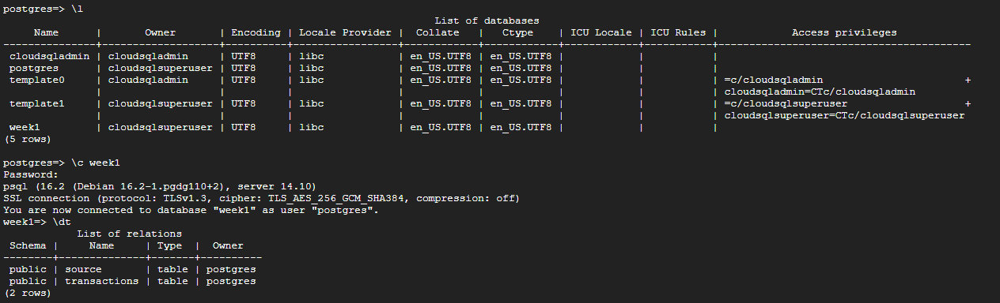 postgres=> \l
                                                                         List of databases
     Name      |       Owner       | Encoding | Locale Provider |   Collate   |    Ctype    | ICU Locale | ICU Rules |            Access privileges
---------------+-------------------+----------+-----------------+-------------+-------------+------------+-----------+-----------------------------------------
 cloudsqladmin | cloudsqladmin     | UTF8     | libc            | en_US.UTF8  | en_US.UTF8  |            |           |
 postgres      | cloudsqlsuperuser | UTF8     | libc            | en_US.UTF8  | en_US.UTF8  |            |           |
 template0     | cloudsqladmin     | UTF8     | libc            | en_US.UTF8  | en_US.UTF8  |            |           | =c/cloudsqladmin                        +
               |                   |          |                 |             |             |            |           | cloudsqladmin=CTc/cloudsqladmin
 template1     | cloudsqlsuperuser | UTF8     | libc            | en_US.UTF8  | en_US.UTF8  |            |           | =c/cloudsqlsuperuser                    +
               |                   |          |                 |             |             |            |           | cloudsqlsuperuser=CTc/cloudsqlsuperuser
 week1         | cloudsqlsuperuser | UTF8     | libc            | en_US.UTF8  | en_US.UTF8  |            |           |
(5 rows)

postgres=> \c week1
Password:
psql (16.2 (Debian 16.2-1.pgdg110+2), server 14.10)
SSL connection (protocol: TLSv1.3, cipher: TLS_AES_256_GCM_SHA384, compression: off)
You are now connected to database "week1" as user "postgres".
week1=> \dt
            List of relations
 Schema |     Name     | Type  |  Owner
--------+--------------+-------+----------
 public | source       | table | postgres
 public | transactions | table | postgres
(2 rows)